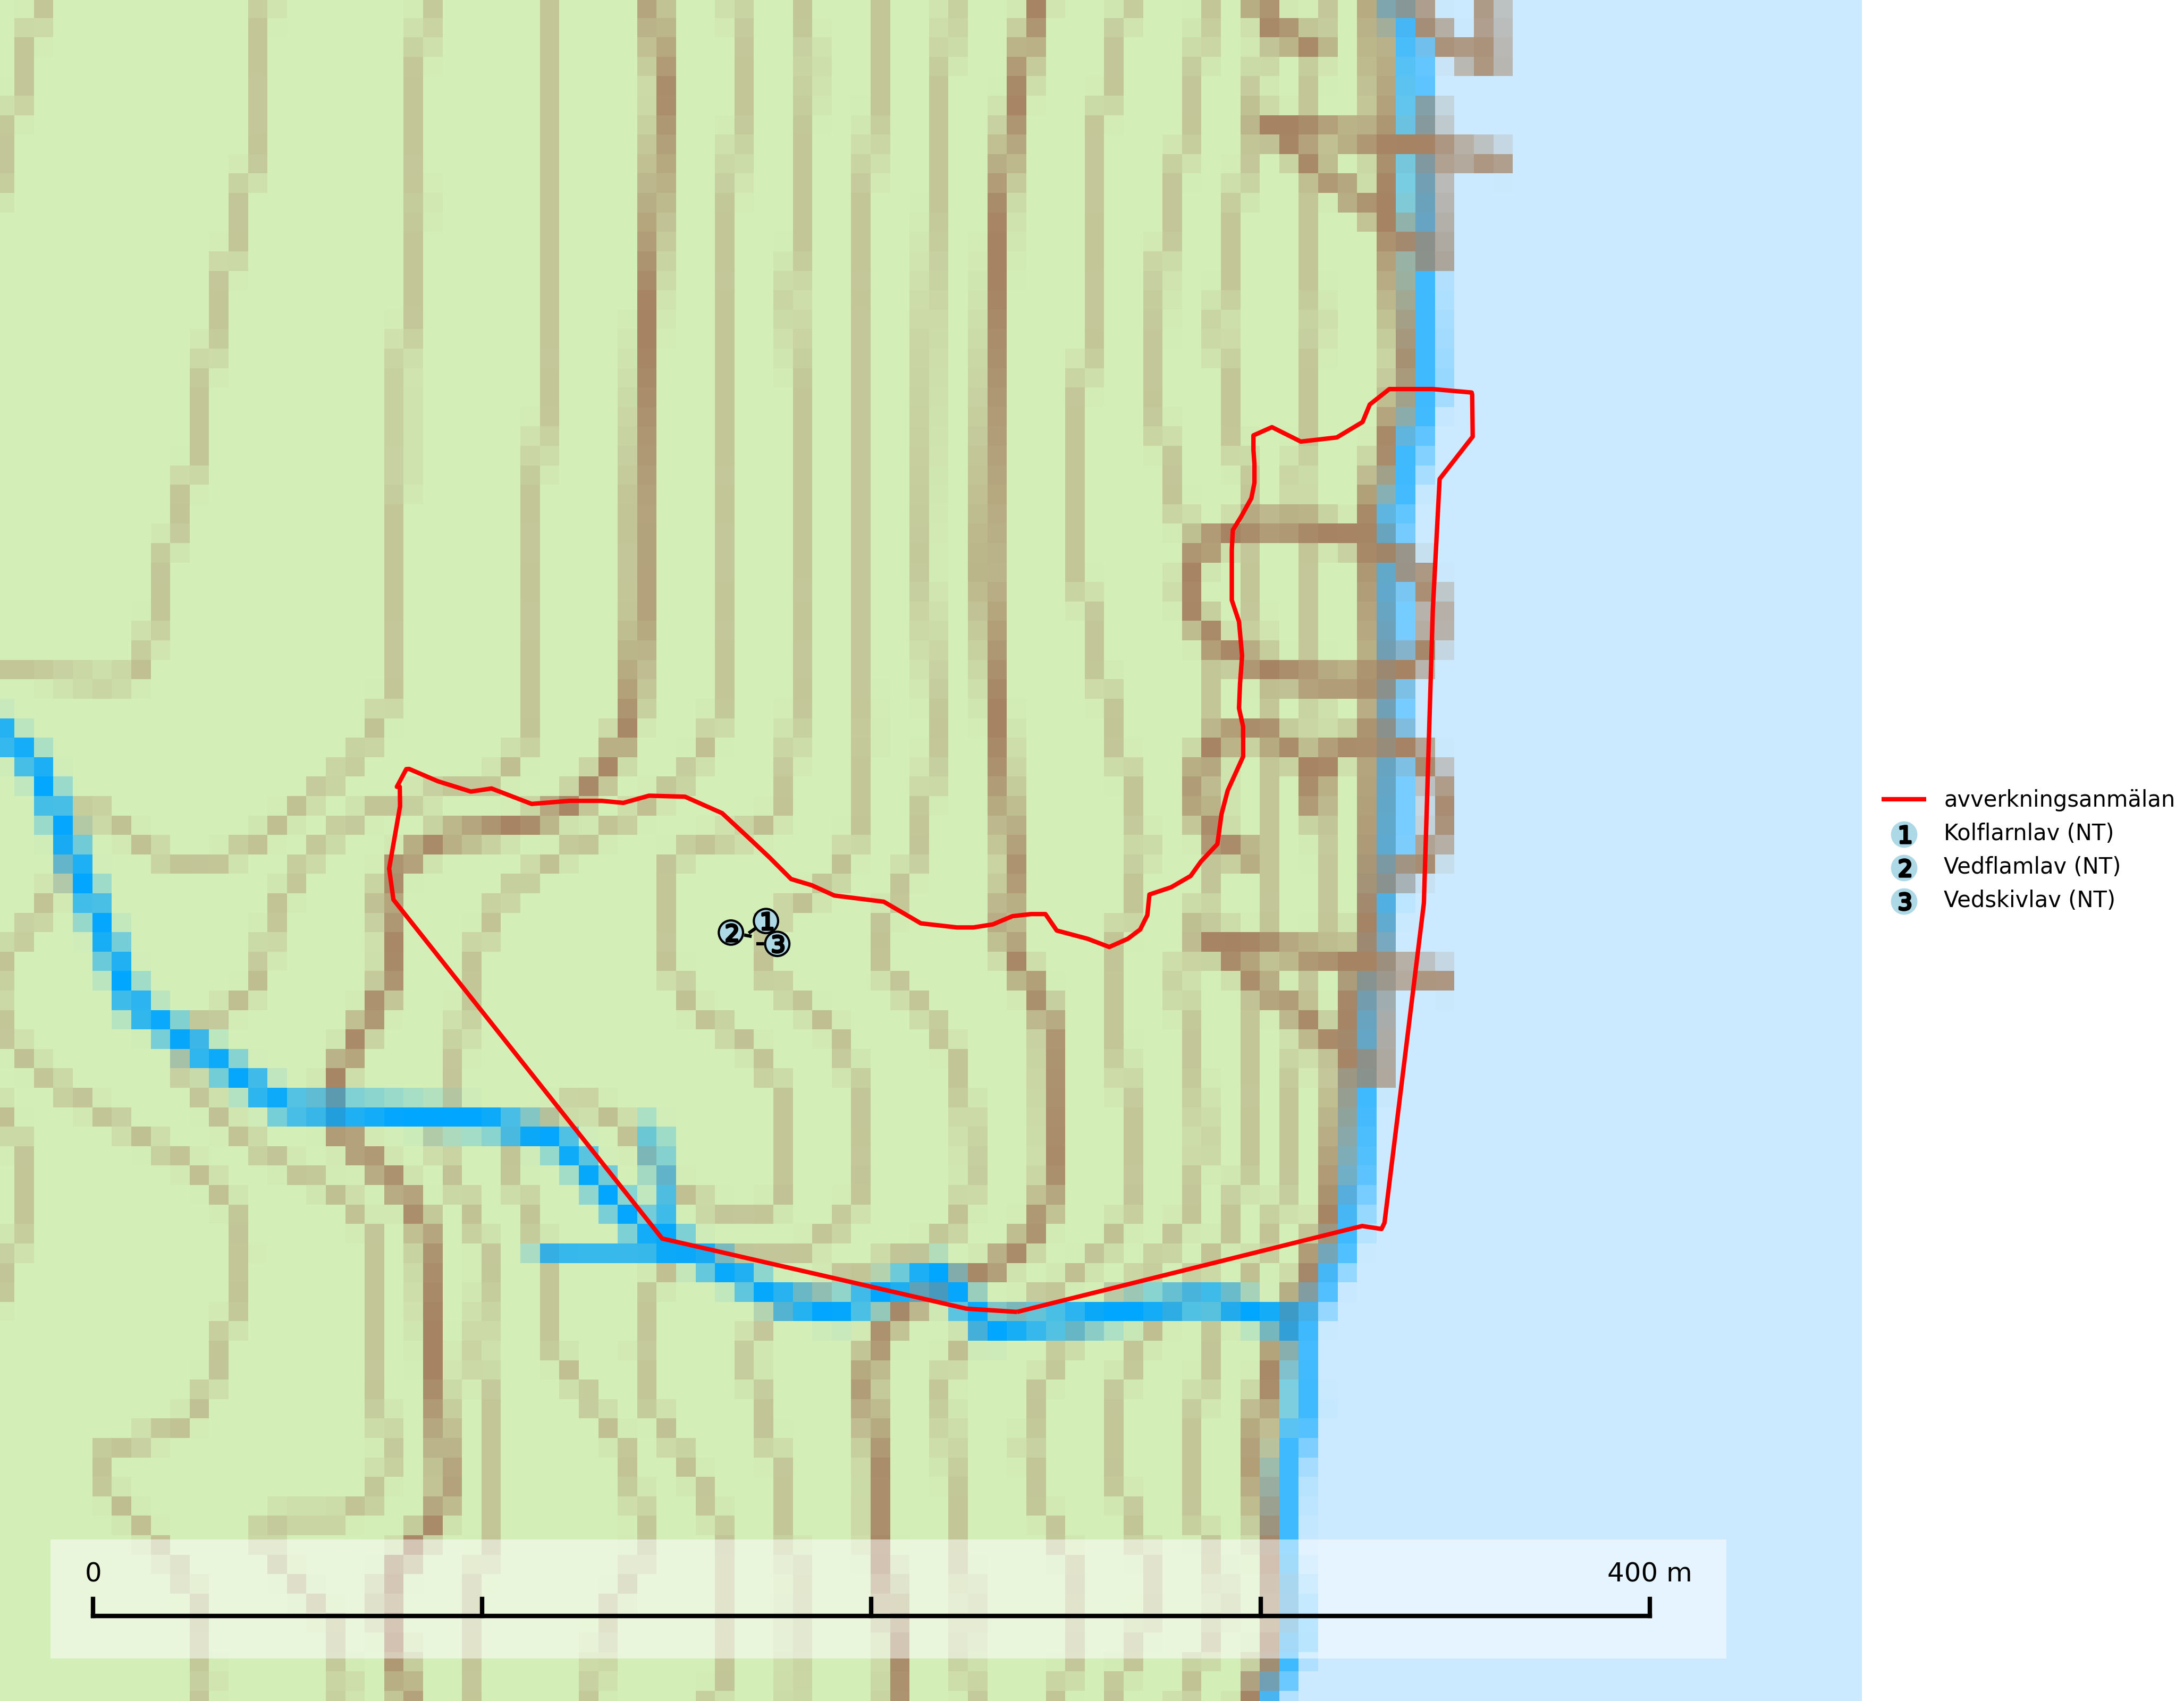 1
2
3
avverkningsanmälan
1 Kolflarnlav (NT)
2 Vedflamlav (NT)
3 Vedskivlav (NT)
0 400 m